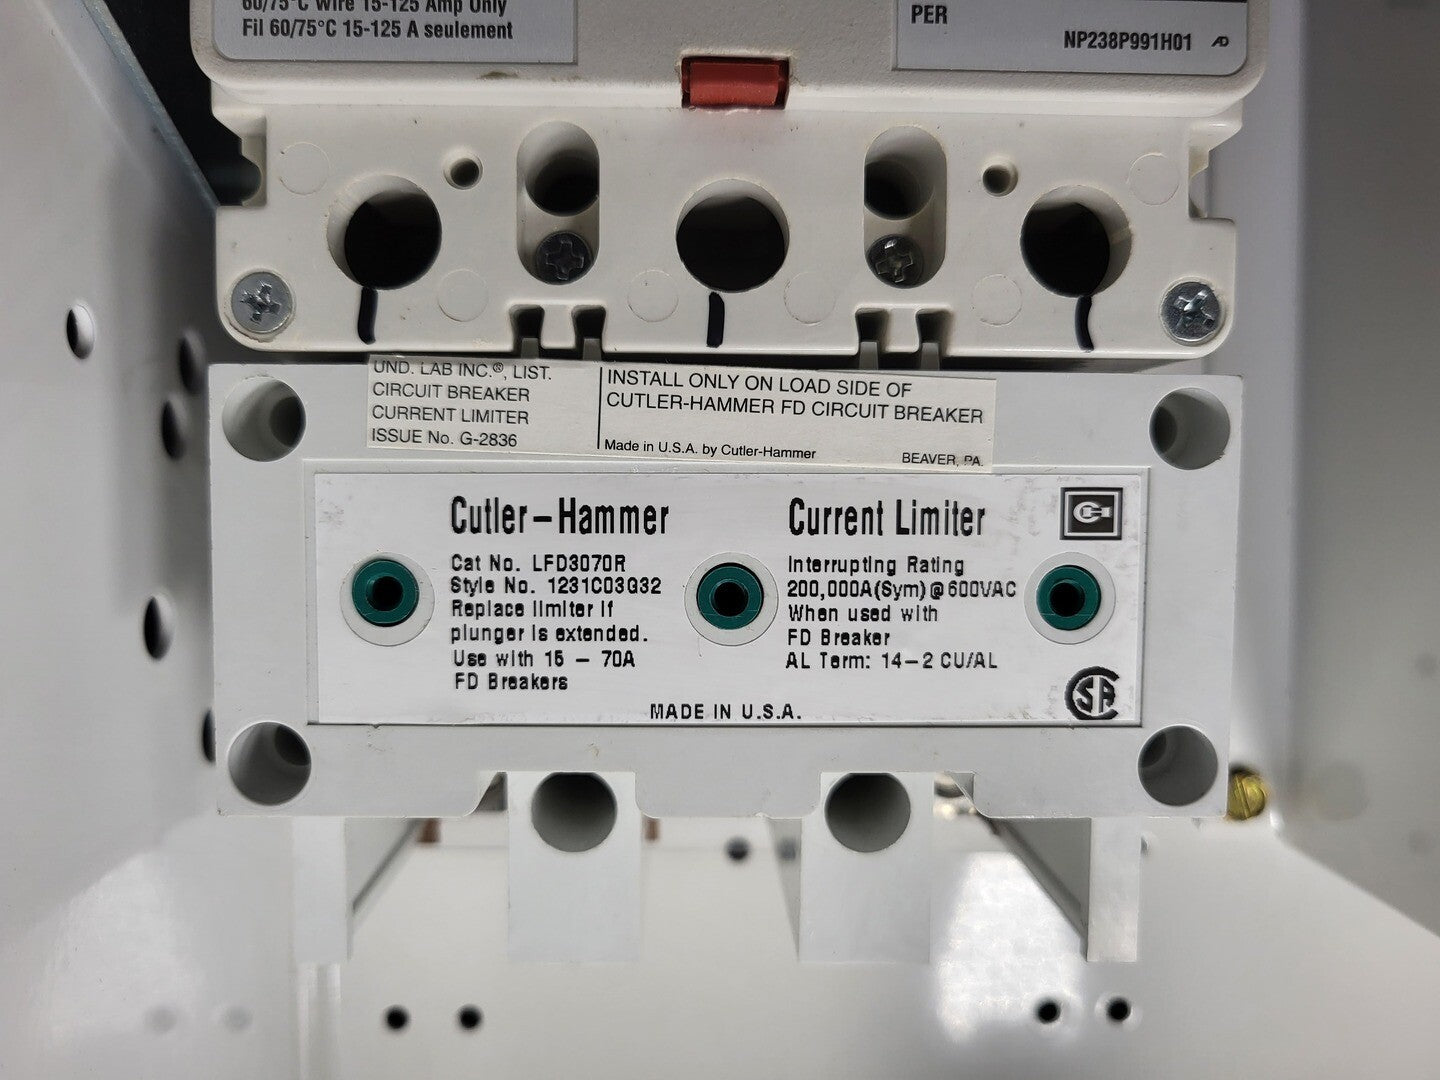 60/75°C Wire 15-125 Amp Only
Fil 60/75°C 15-125 A seulement
PER
NP238P991H01
UND. LAB INC.®, LIST.
CIRCUIT BREAKER
CURRENT LIMITER
ISSUE No. G-2836
INSTALL ONLY ON LOAD SIDE OF
CUTLER-HAMMER FD CIRCUIT BREAKER
Made in U.S.A. by Cutler-Hammer
BEAVER, PA.
Cutler-Hammer
Cat No. LFD3070R
Style No. 1231C03G32
Replace limiter if
plunger is extended.
Use with 15 - 70A
FD Breakers
Current Limiter
Interrupting Rating
200,000A(Sym)@600VAC
When used with
FD Breaker
AL Term: 14-2 CU/AL
MADE IN U.S.A.